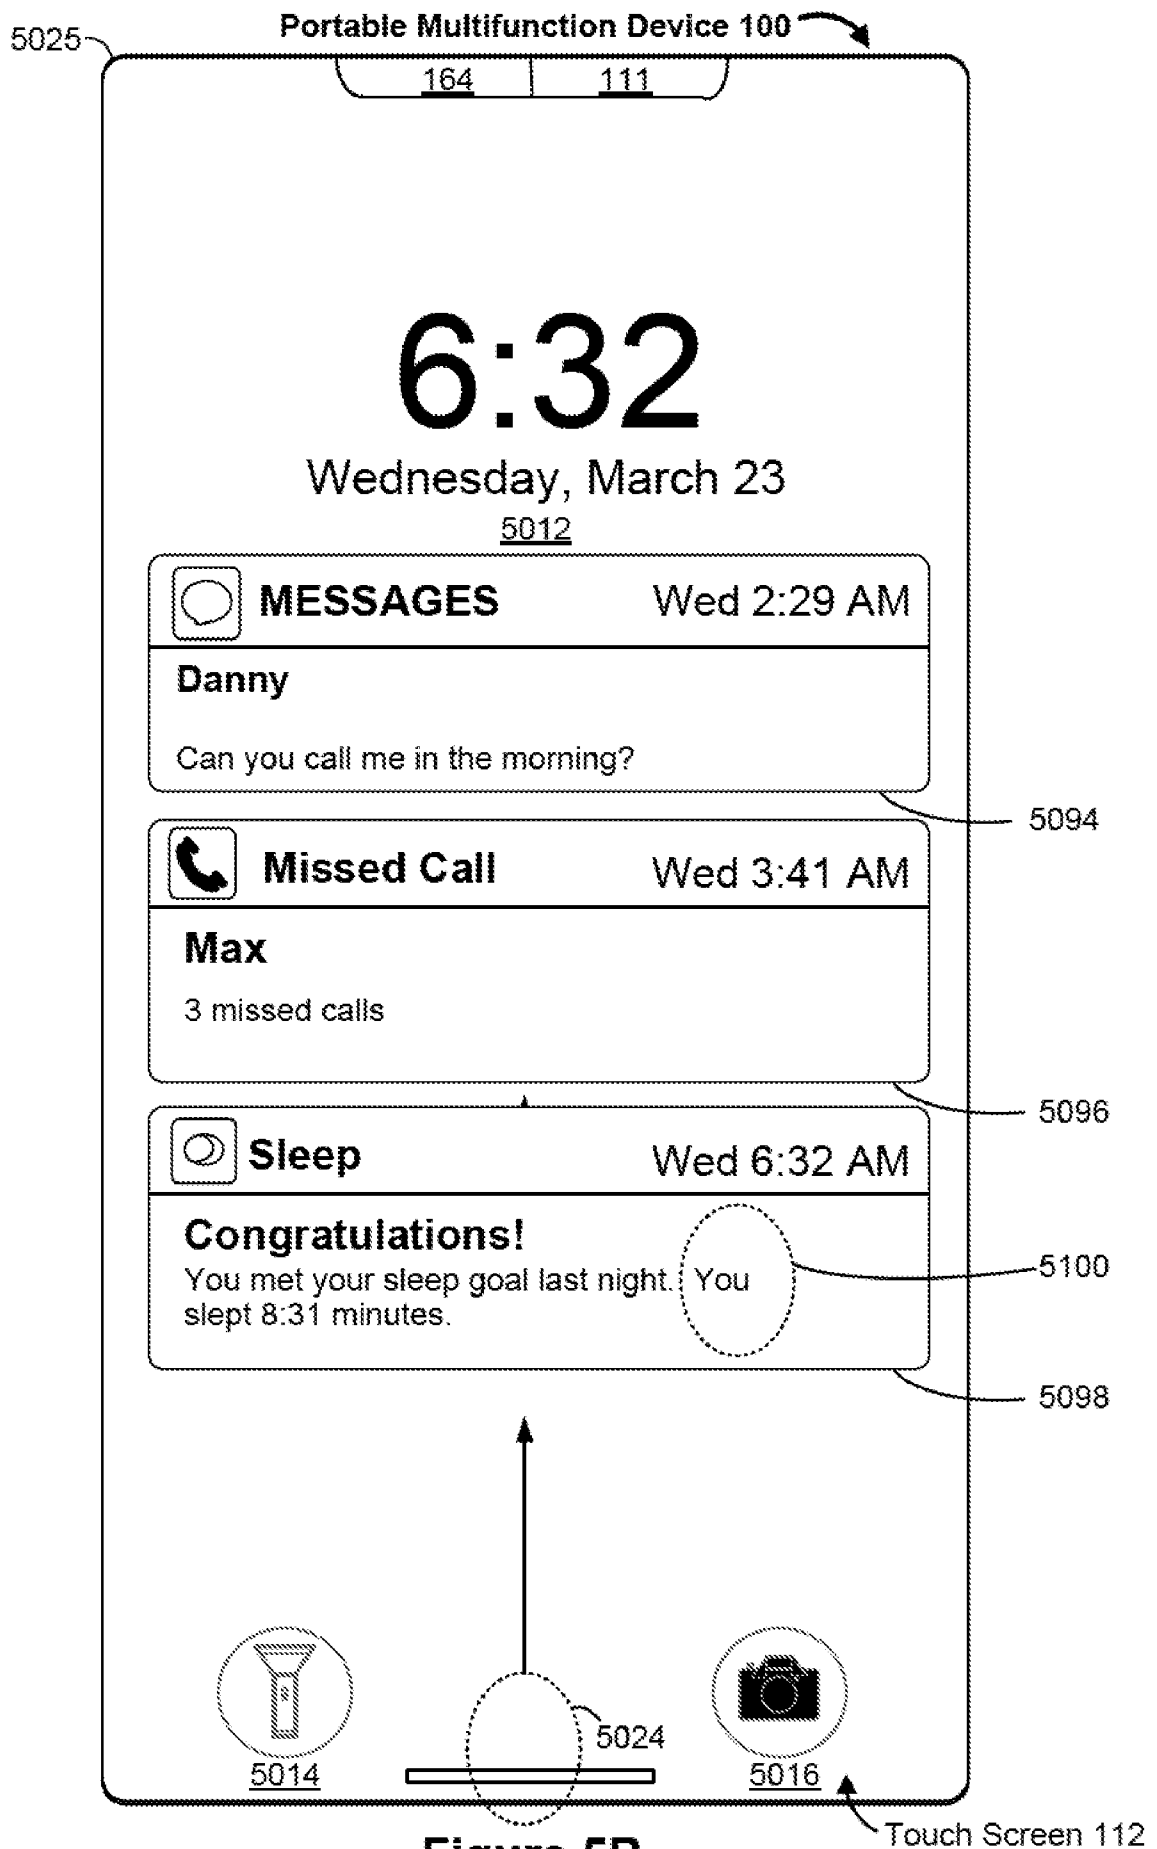 Portable Multifunction Device 100
5025
164 111
6:32
Wednesday, March 23
5012
MESSAGES Wed 2:29 AM
Danny
Can you call me in the morning?
5094
Missed Call Wed 3:41 AM
Max
3 missed calls
5096
Sleep Wed 6:32 AM
Congratulations!
You met your sleep goal last night. You
slept 8:31 minutes.
5100
5098
5024
5014
5016
Touch Screen 112